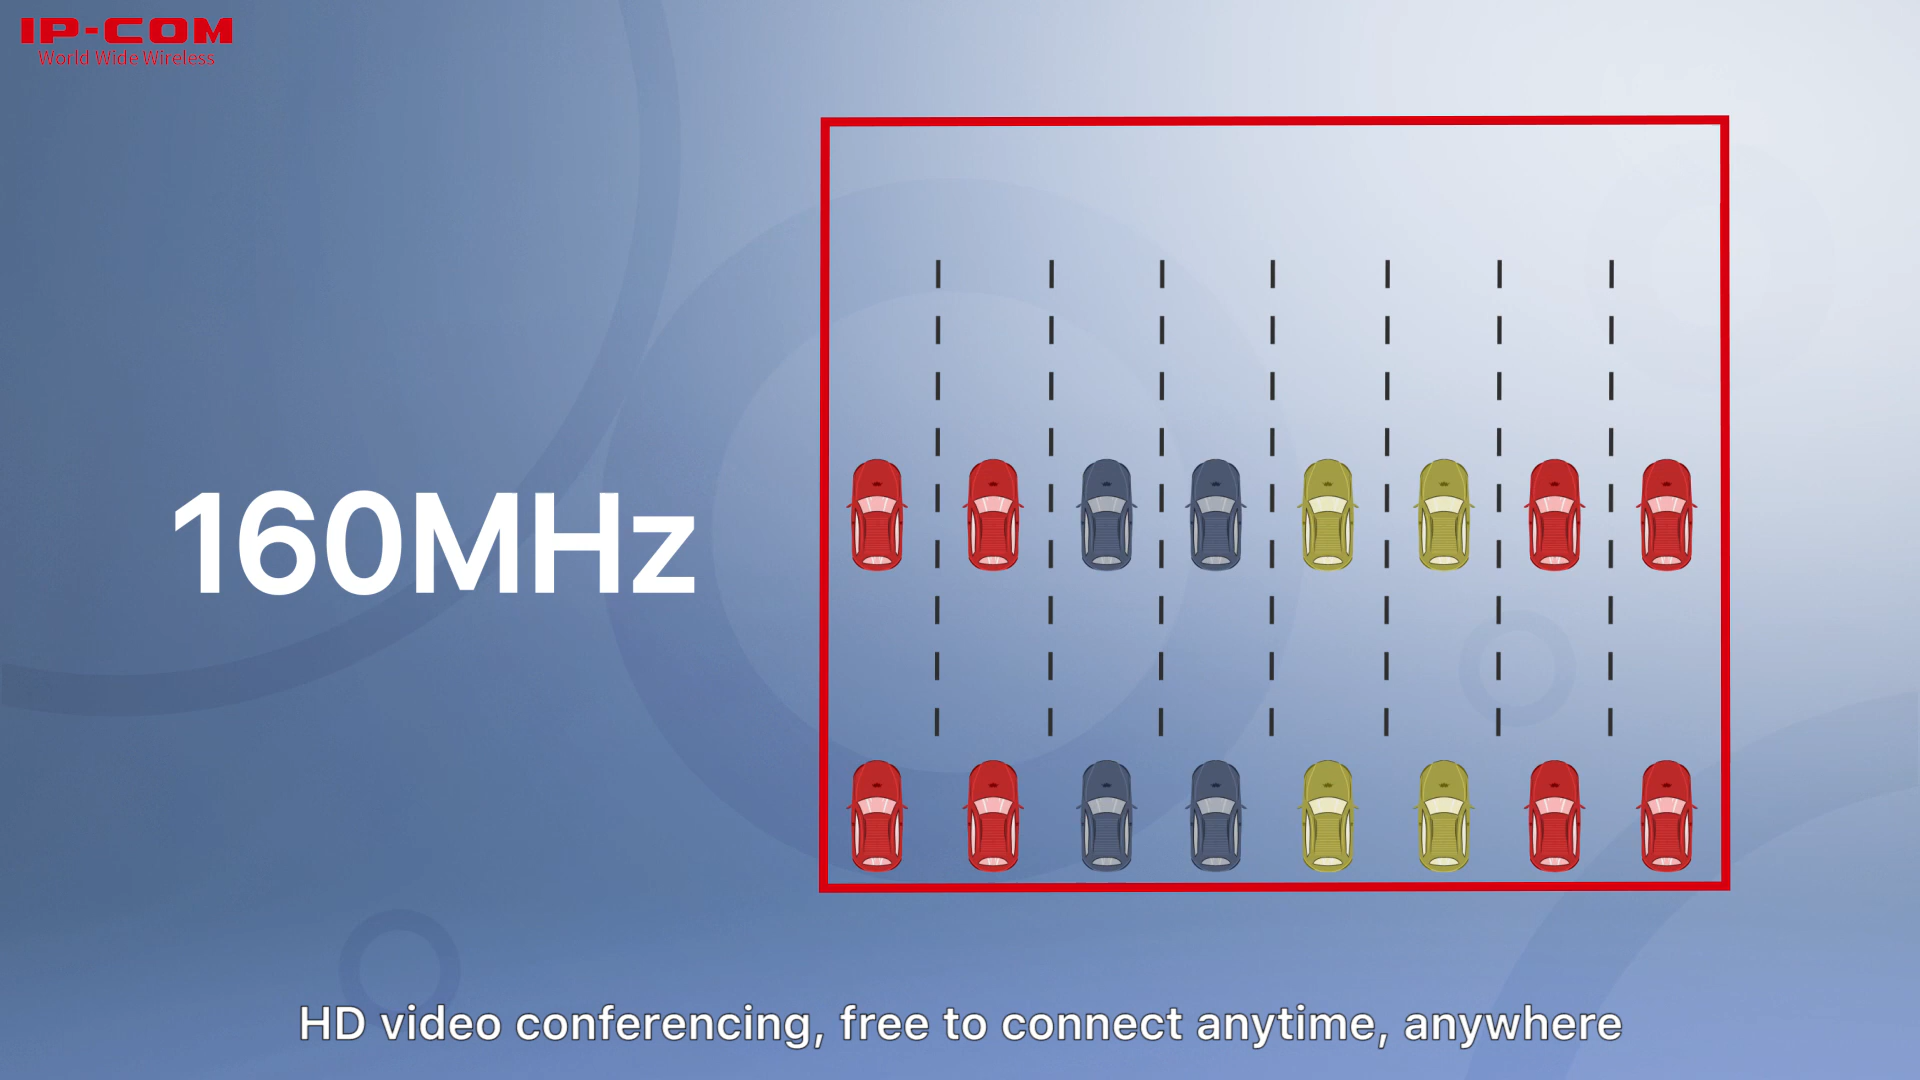 IP-COM
World Wide Wireless
160MHz
HD video conferencing, free to connect anytime, anywhere